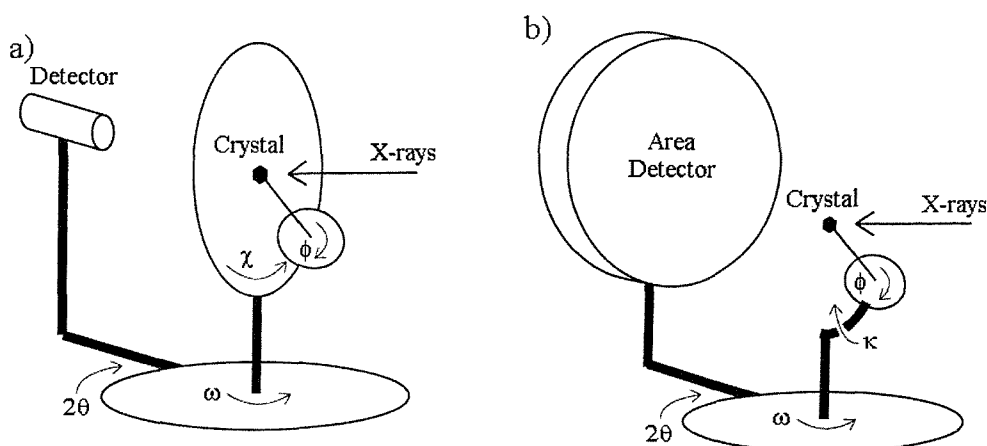 a)
Detector
Crystal
X-rays
ϕ
χ
ω
2θ
b)
Area
Detector
Crystal
X-rays
ϕ
κ
ω
2θ